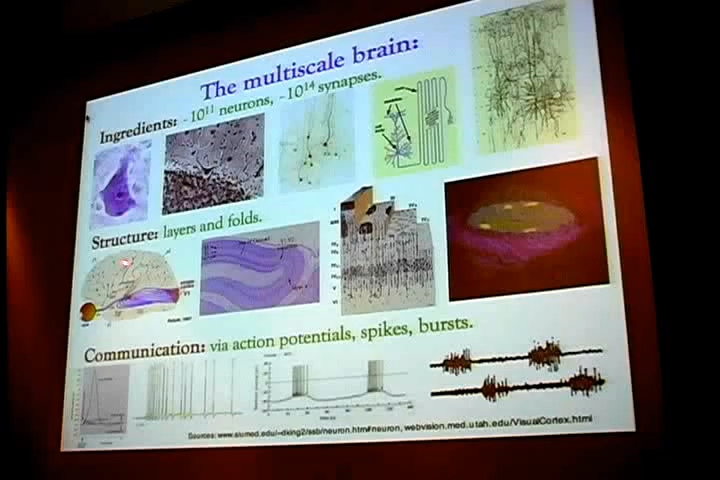 The multiscale brain:
Ingredients: ~10¹¹ neurons, ~10¹⁴ synapses.
Structure: layers and folds.
Communication: via action potentials, spikes, bursts.
Sources: www.siumed.edu/~dking2/ssb/neuron.htm#neuron, webvision.med.utah.edu/VisualCortex.html